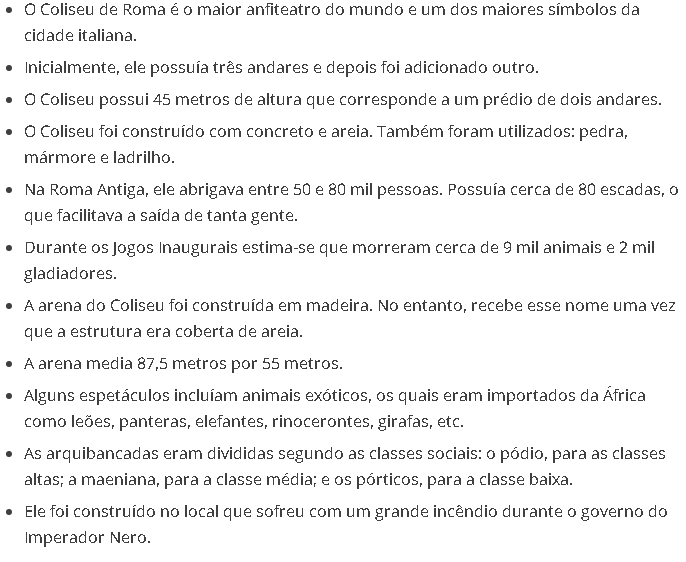 • O Coliseu de Roma é o maior anfiteatro do mundo e um dos maiores símbolos da
cidade italiana.
• Inicialmente, ele possuía três andares e depois foi adicionado outro.
• O Coliseu possui 45 metros de altura que corresponde a um prédio de dois andares.
• O Coliseu foi construído com concreto e areia. Também foram utilizados: pedra,
mármore e ladrilho.
• Na Roma Antiga, ele abrigava entre 50 e 80 mil pessoas. Possuía cerca de 80 escadas, o
que facilitava a saída de tanta gente.
• Durante os Jogos Inaugurais estima-se que morreram cerca de 9 mil animais e 2 mil
gladiadores.
• A arena do Coliseu foi construída em madeira. No entanto, recebe esse nome uma vez
que a estrutura era coberta de areia.
• A arena media 87,5 metros por 55 metros.
• Alguns espetáculos incluíam animais exóticos, os quais eram importados da África
como leões, panteras, elefantes, rinocerontes, girafas, etc.
• As arquibancadas eram divididas segundo as classes sociais: o pódio, para as classes
altas; a maeniana, para a classe média; e os pórticos, para a classe baixa.
• Ele foi construído no local que sofreu com um grande incêndio durante o governo do
Imperador Nero.